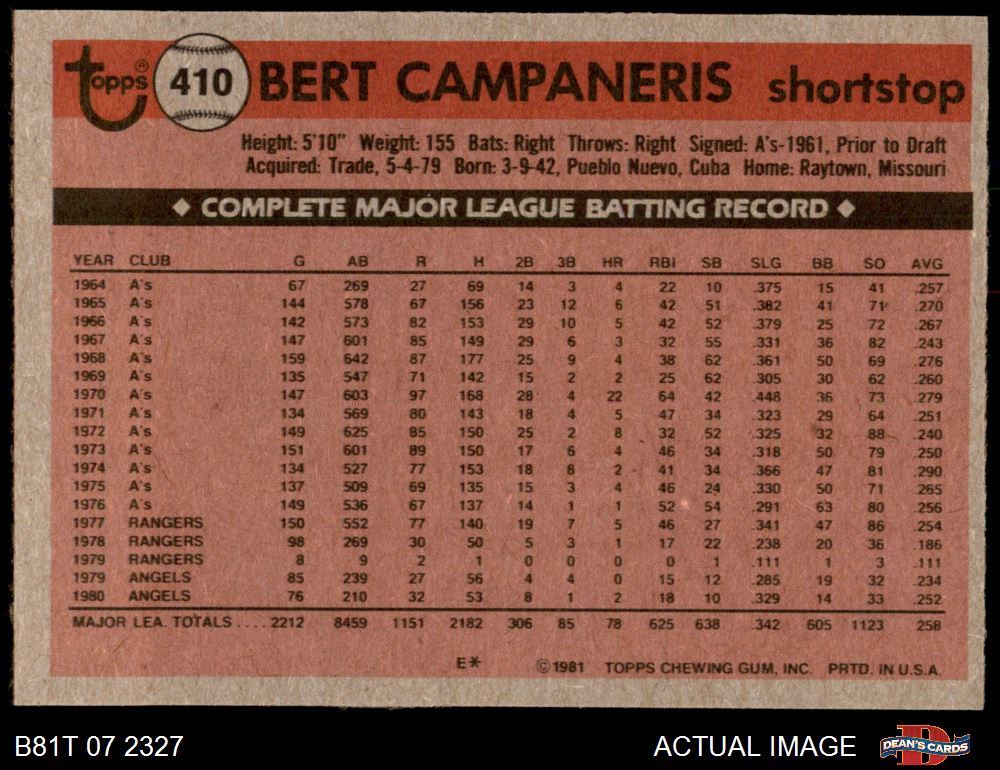 Topps® 410 BERT CAMPANERIS shortstop
Height: 5'10" Weight: 155 Bats: Right Throws: Right Signed: A's-1961, Prior to Draft
Acquired: Trade, 5-4-79 Born: 3-9-42, Pueblo Nuevo, Cuba Home: Raytown, Missouri
◆ COMPLETE MAJOR LEAGUE BATTING RECORD ◆
YEAR CLUB G AB R H 2B 3B HR RBI SB SLG BB SO AVG
1964 A's 67 269 27 69 14 3 4 22 10 .375 15 41 .257
1965 A's 144 578 67 156 23 12 6 42 51 .382 41 71 .270
1966 A's 142 573 82 153 29 10 5 42 52 .379 25 72 .267
1967 A's 147 601 85 149 29 6 3 32 55 .331 36 82 .243
1968 A's 159 642 87 177 25 9 4 38 62 .361 50 69 .276
1969 A's 135 547 71 142 15 2 2 25 62 .305 30 62 .260
1970 A's 147 603 97 168 28 4 22 64 42 .448 36 73 .279
1971 A's 134 569 80 143 18 4 5 47 34 .323 29 64 .251
1972 A's 149 625 85 150 25 2 8 32 52 .325 32 88 .240
1973 A's 151 601 89 150 17 6 4 46 34 .318 50 79 .250
1974 A's 134 527 77 153 18 8 2 41 34 .366 47 81 .290
1975 A's 137 509 69 135 15 3 4 46 24 .330 50 71 .265
1976 A's 149 536 67 137 14 1 1 52 54 .291 63 80 .256
1977 RANGERS 150 552 77 140 19 7 5 46 27 .341 47 86 .254
1978 RANGERS 98 269 30 50 5 3 1 17 22 .238 20 36 .186
1979 RANGERS 8 9 2 1 0 0 0 0 1 .111 1 3 .111
1979 ANGELS 85 239 27 56 4 4 0 15 12 .285 19 32 .234
1980 ANGELS 76 210 32 53 8 1 2 18 10 .329 14 33 .252
MAJOR LEA. TOTALS .... 2212 8459 1151 2182 306 85 78 625 638 .342 605 1123 .258
E* ©1981 TOPPS CHEWING GUM, INC. PRTD. IN U.S.A.
B81T 07 2327 ACTUAL IMAGE D DEAN'S CARDS